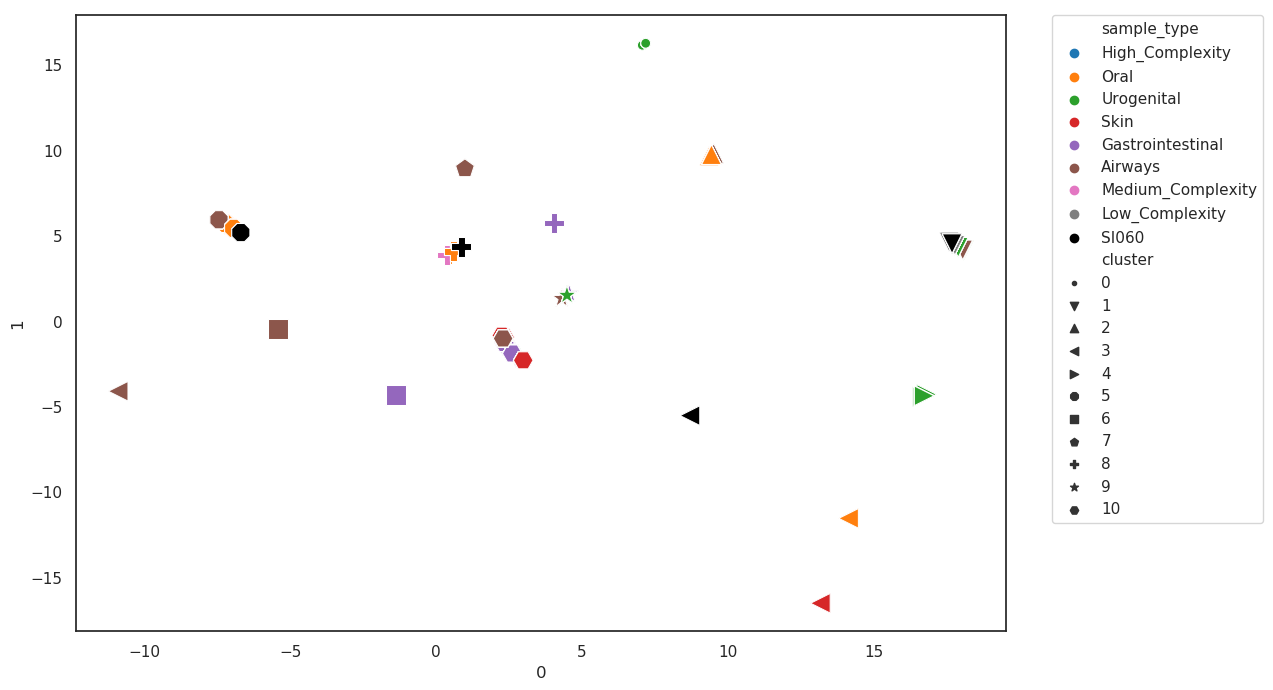 15
10
5
0
−5
−10
−15
1
−10
−5
0
5
10
15
0
sample_type
High_Complexity
Oral
Urogenital
Skin
Gastrointestinal
Airways
Medium_Complexity
Low_Complexity
SI060
cluster
0
1
2
3
4
5
6
7
8
9
10